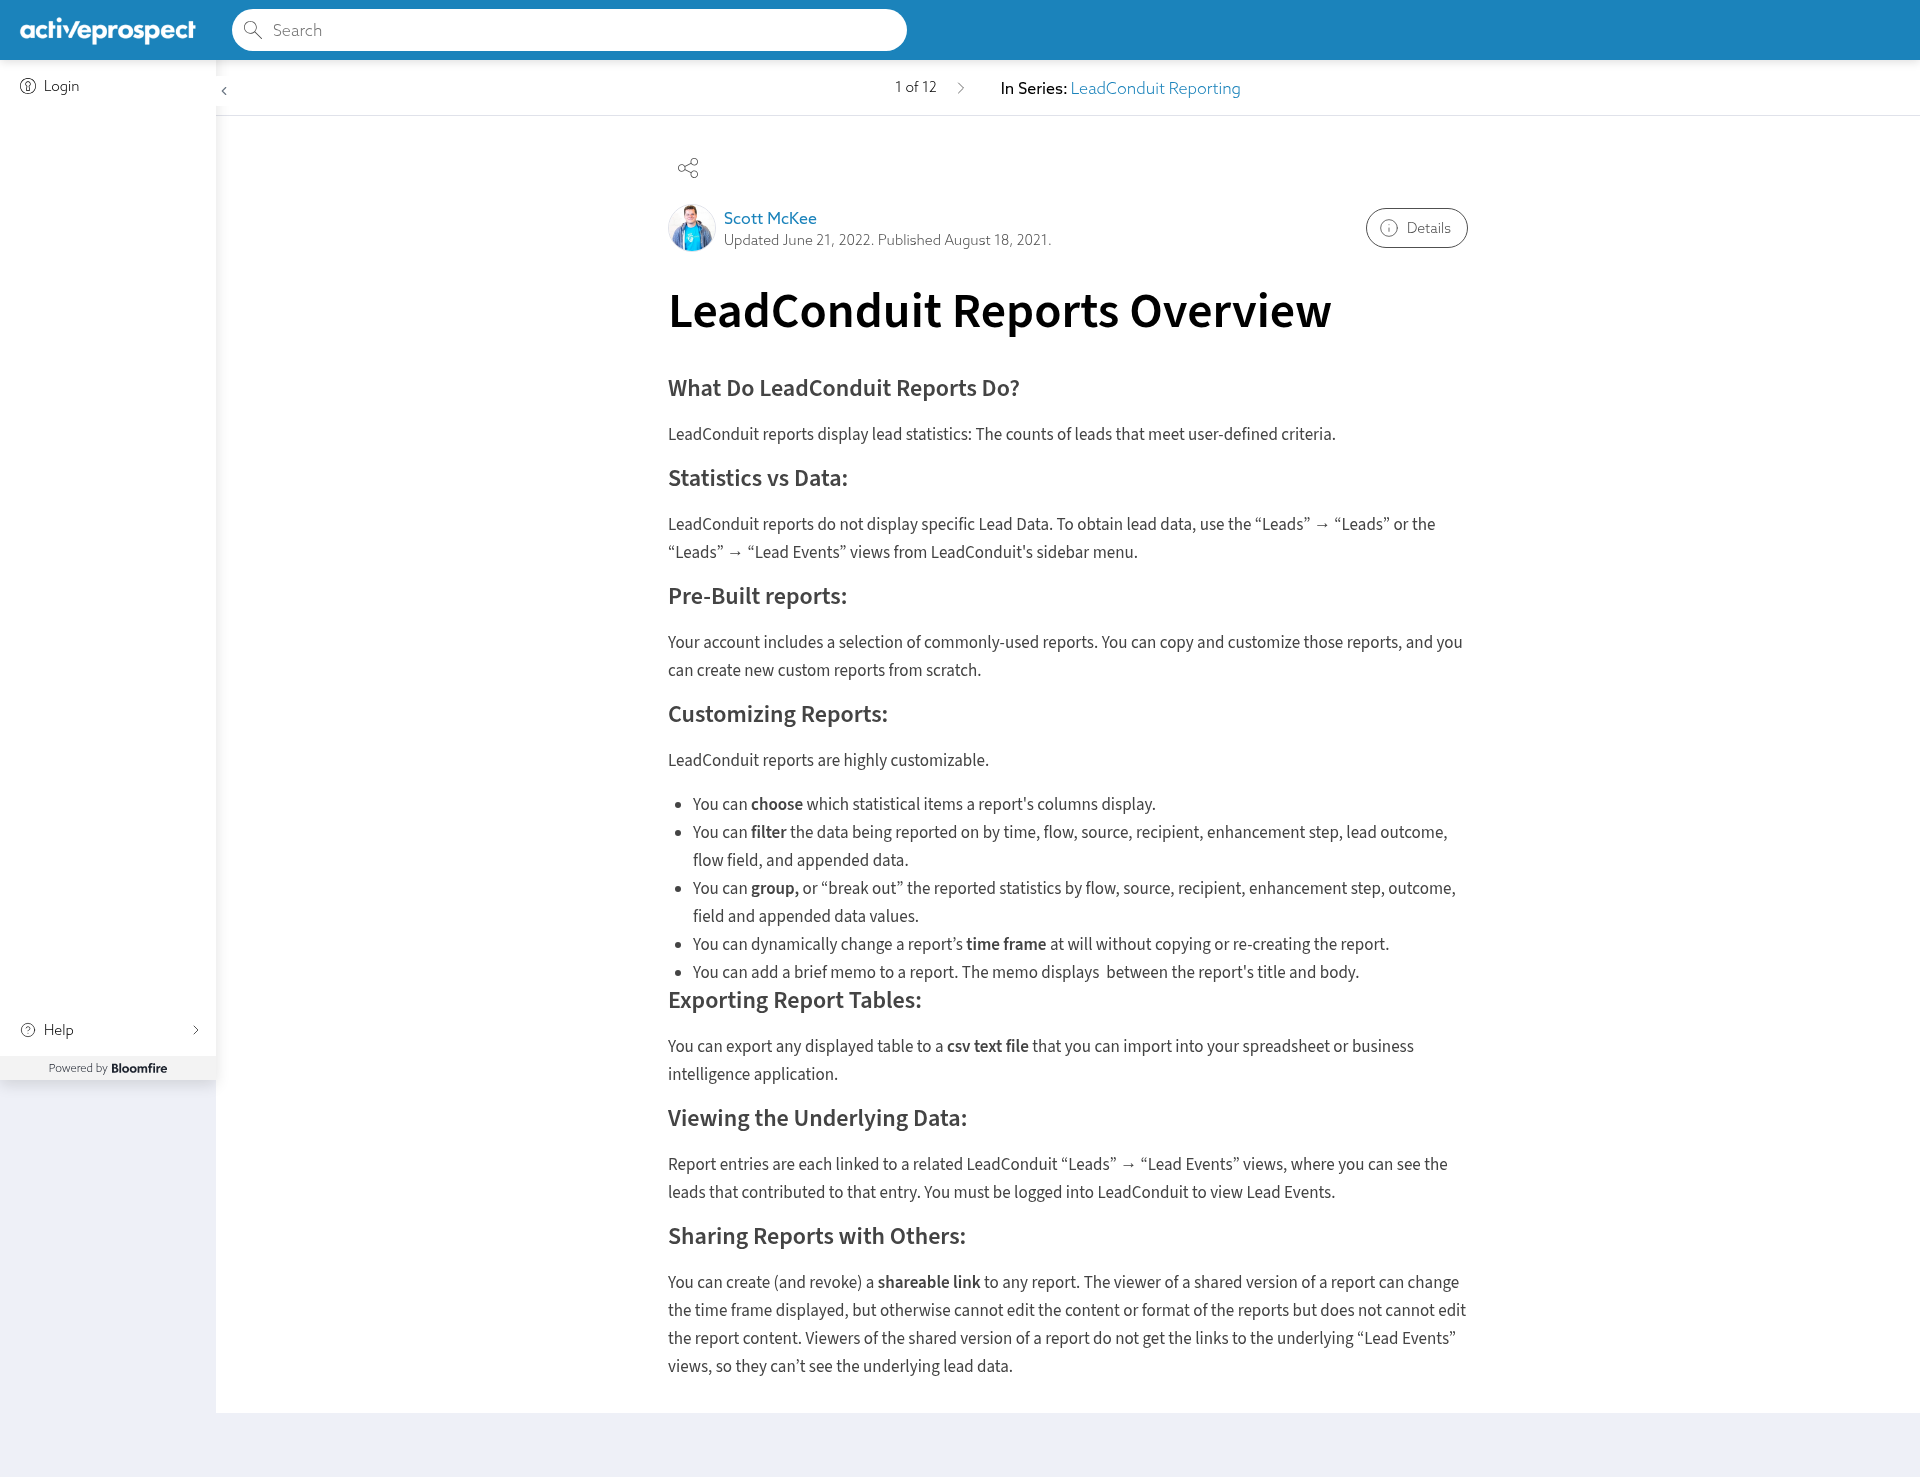 activeprospect
Search
Login
1 of 12
In Series: LeadConduit Reporting
Scott McKee
Updated June 21, 2022. Published August 18, 2021.
Details
LeadConduit Reports Overview
What Do LeadConduit Reports Do?
LeadConduit reports display lead statistics: The counts of leads that meet user-defined criteria.
Statistics vs Data:
LeadConduit reports do not display specific Lead Data. To obtain lead data, use the “Leads” → “Leads” or the
“Leads” → “Lead Events” views from LeadConduit's sidebar menu.
Pre-Built reports:
Your account includes a selection of commonly-used reports. You can copy and customize those reports, and you
can create new custom reports from scratch.
Customizing Reports:
LeadConduit reports are highly customizable.
• You can choose which statistical items a report's columns display.
• You can filter the data being reported on by time, flow, source, recipient, enhancement step, lead outcome,
flow field, and appended data.
• You can group, or “break out” the reported statistics by flow, source, recipient, enhancement step, outcome,
field and appended data values.
• You can dynamically change a report’s time frame at will without copying or re-creating the report.
• You can add a brief memo to a report. The memo displays  between the report's title and body.
Exporting Report Tables:
You can export any displayed table to a csv text file that you can import into your spreadsheet or business
intelligence application.
Viewing the Underlying Data:
Report entries are each linked to a related LeadConduit “Leads” → “Lead Events” views, where you can see the
leads that contributed to that entry. You must be logged into LeadConduit to view Lead Events.
Sharing Reports with Others:
You can create (and revoke) a shareable link to any report. The viewer of a shared version of a report can change
the time frame displayed, but otherwise cannot edit the content or format of the reports but does not cannot edit
the report content. Viewers of the shared version of a report do not get the links to the underlying “Lead Events”
views, so they can’t see the underlying lead data.
Help
Powered by Bloomfire